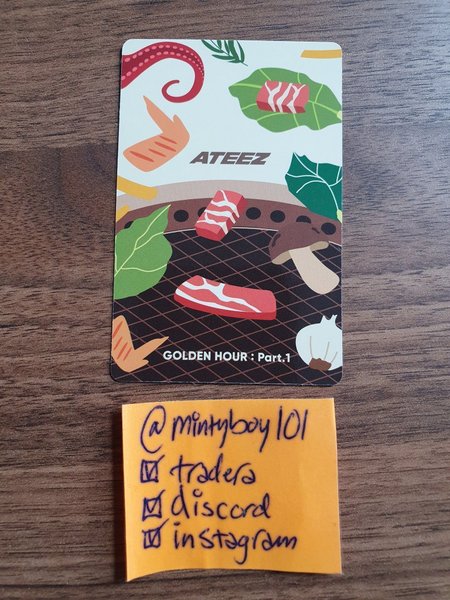 ATEEZ
GOLDEN HOUR : Part.1
@mintyboy101
☑ tradera
☑ discord
☑ instagram